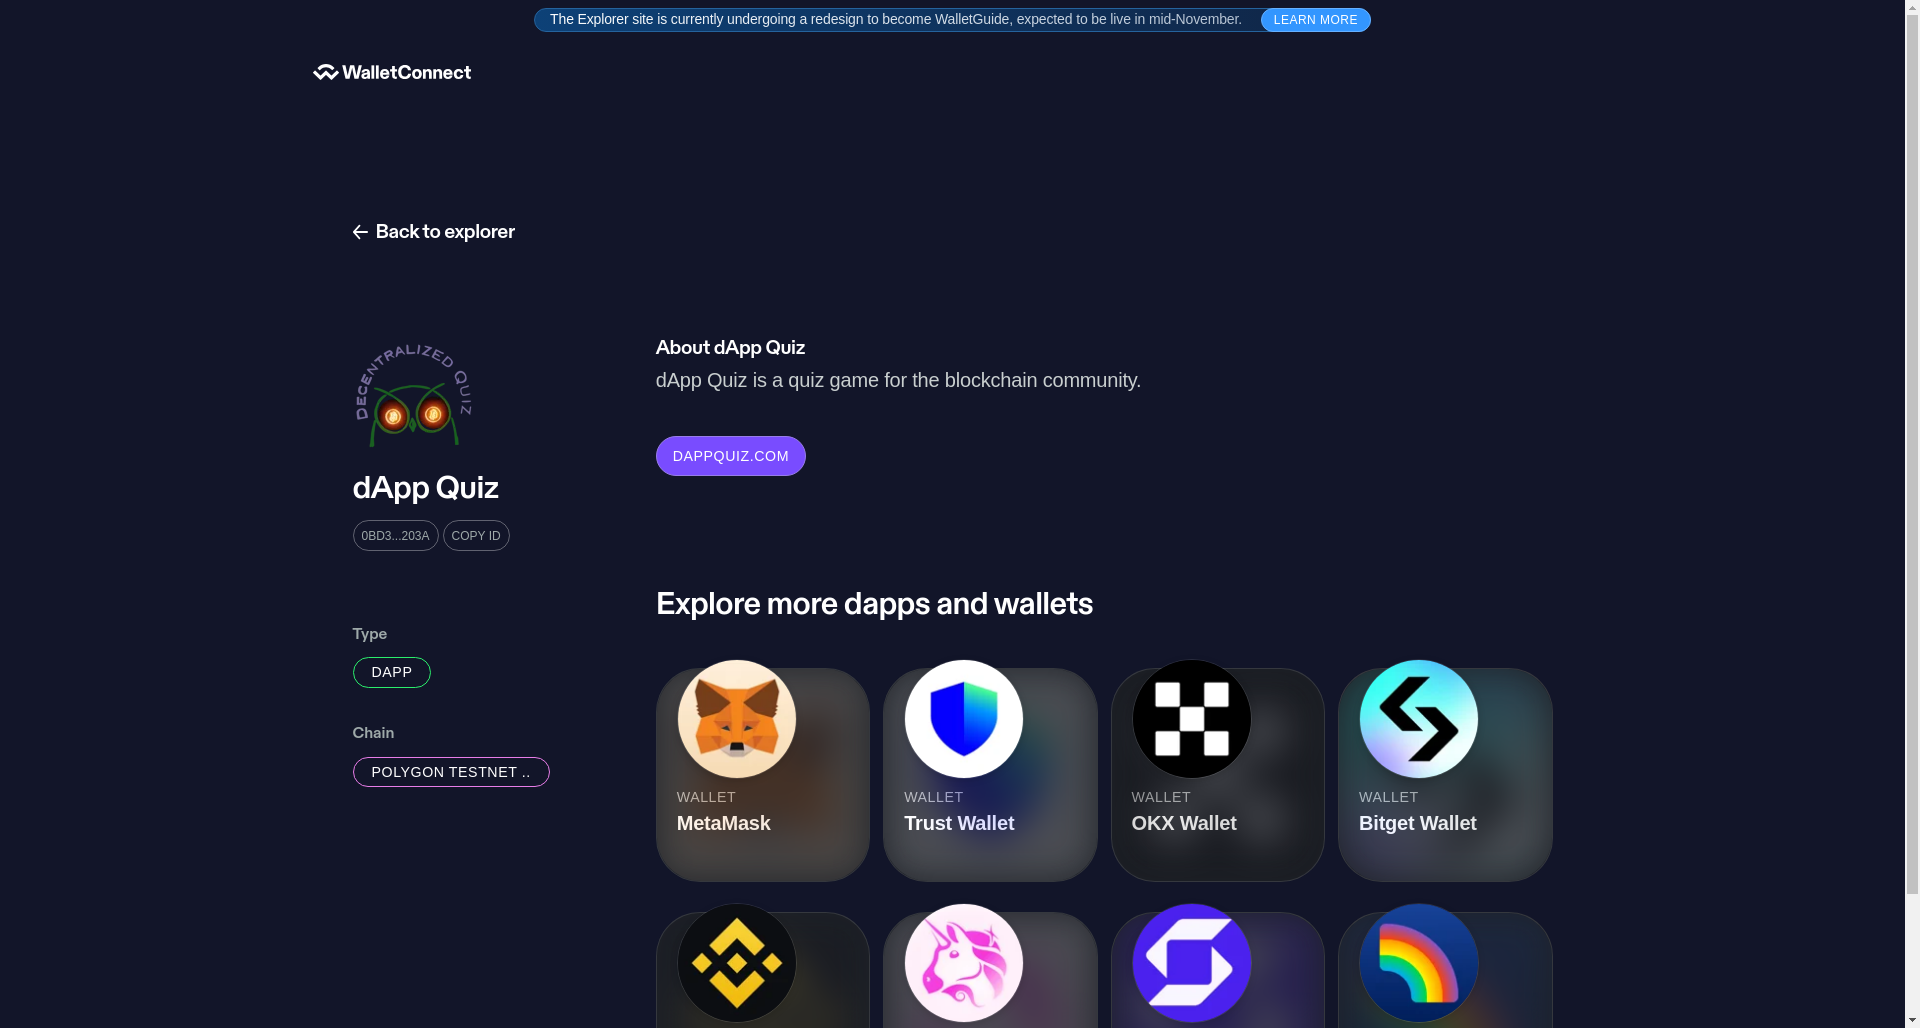 The Explorer site is currently undergoing a redesign to become WalletGuide, expected to be live in mid-November.
LEARN MORE
WalletConnect
Back to explorer
DECENTRALIZED QUIZ
dApp Quiz
0BD3...203A
COPY ID
Type
DAPP
Chain
POLYGON TESTNET ..
About dApp Quiz
dApp Quiz is a quiz game for the blockchain community.
DAPPQUIZ.COM
Explore more dapps and wallets
WALLET
MetaMask
WALLET
Trust Wallet
WALLET
OKX Wallet
WALLET
Bitget Wallet